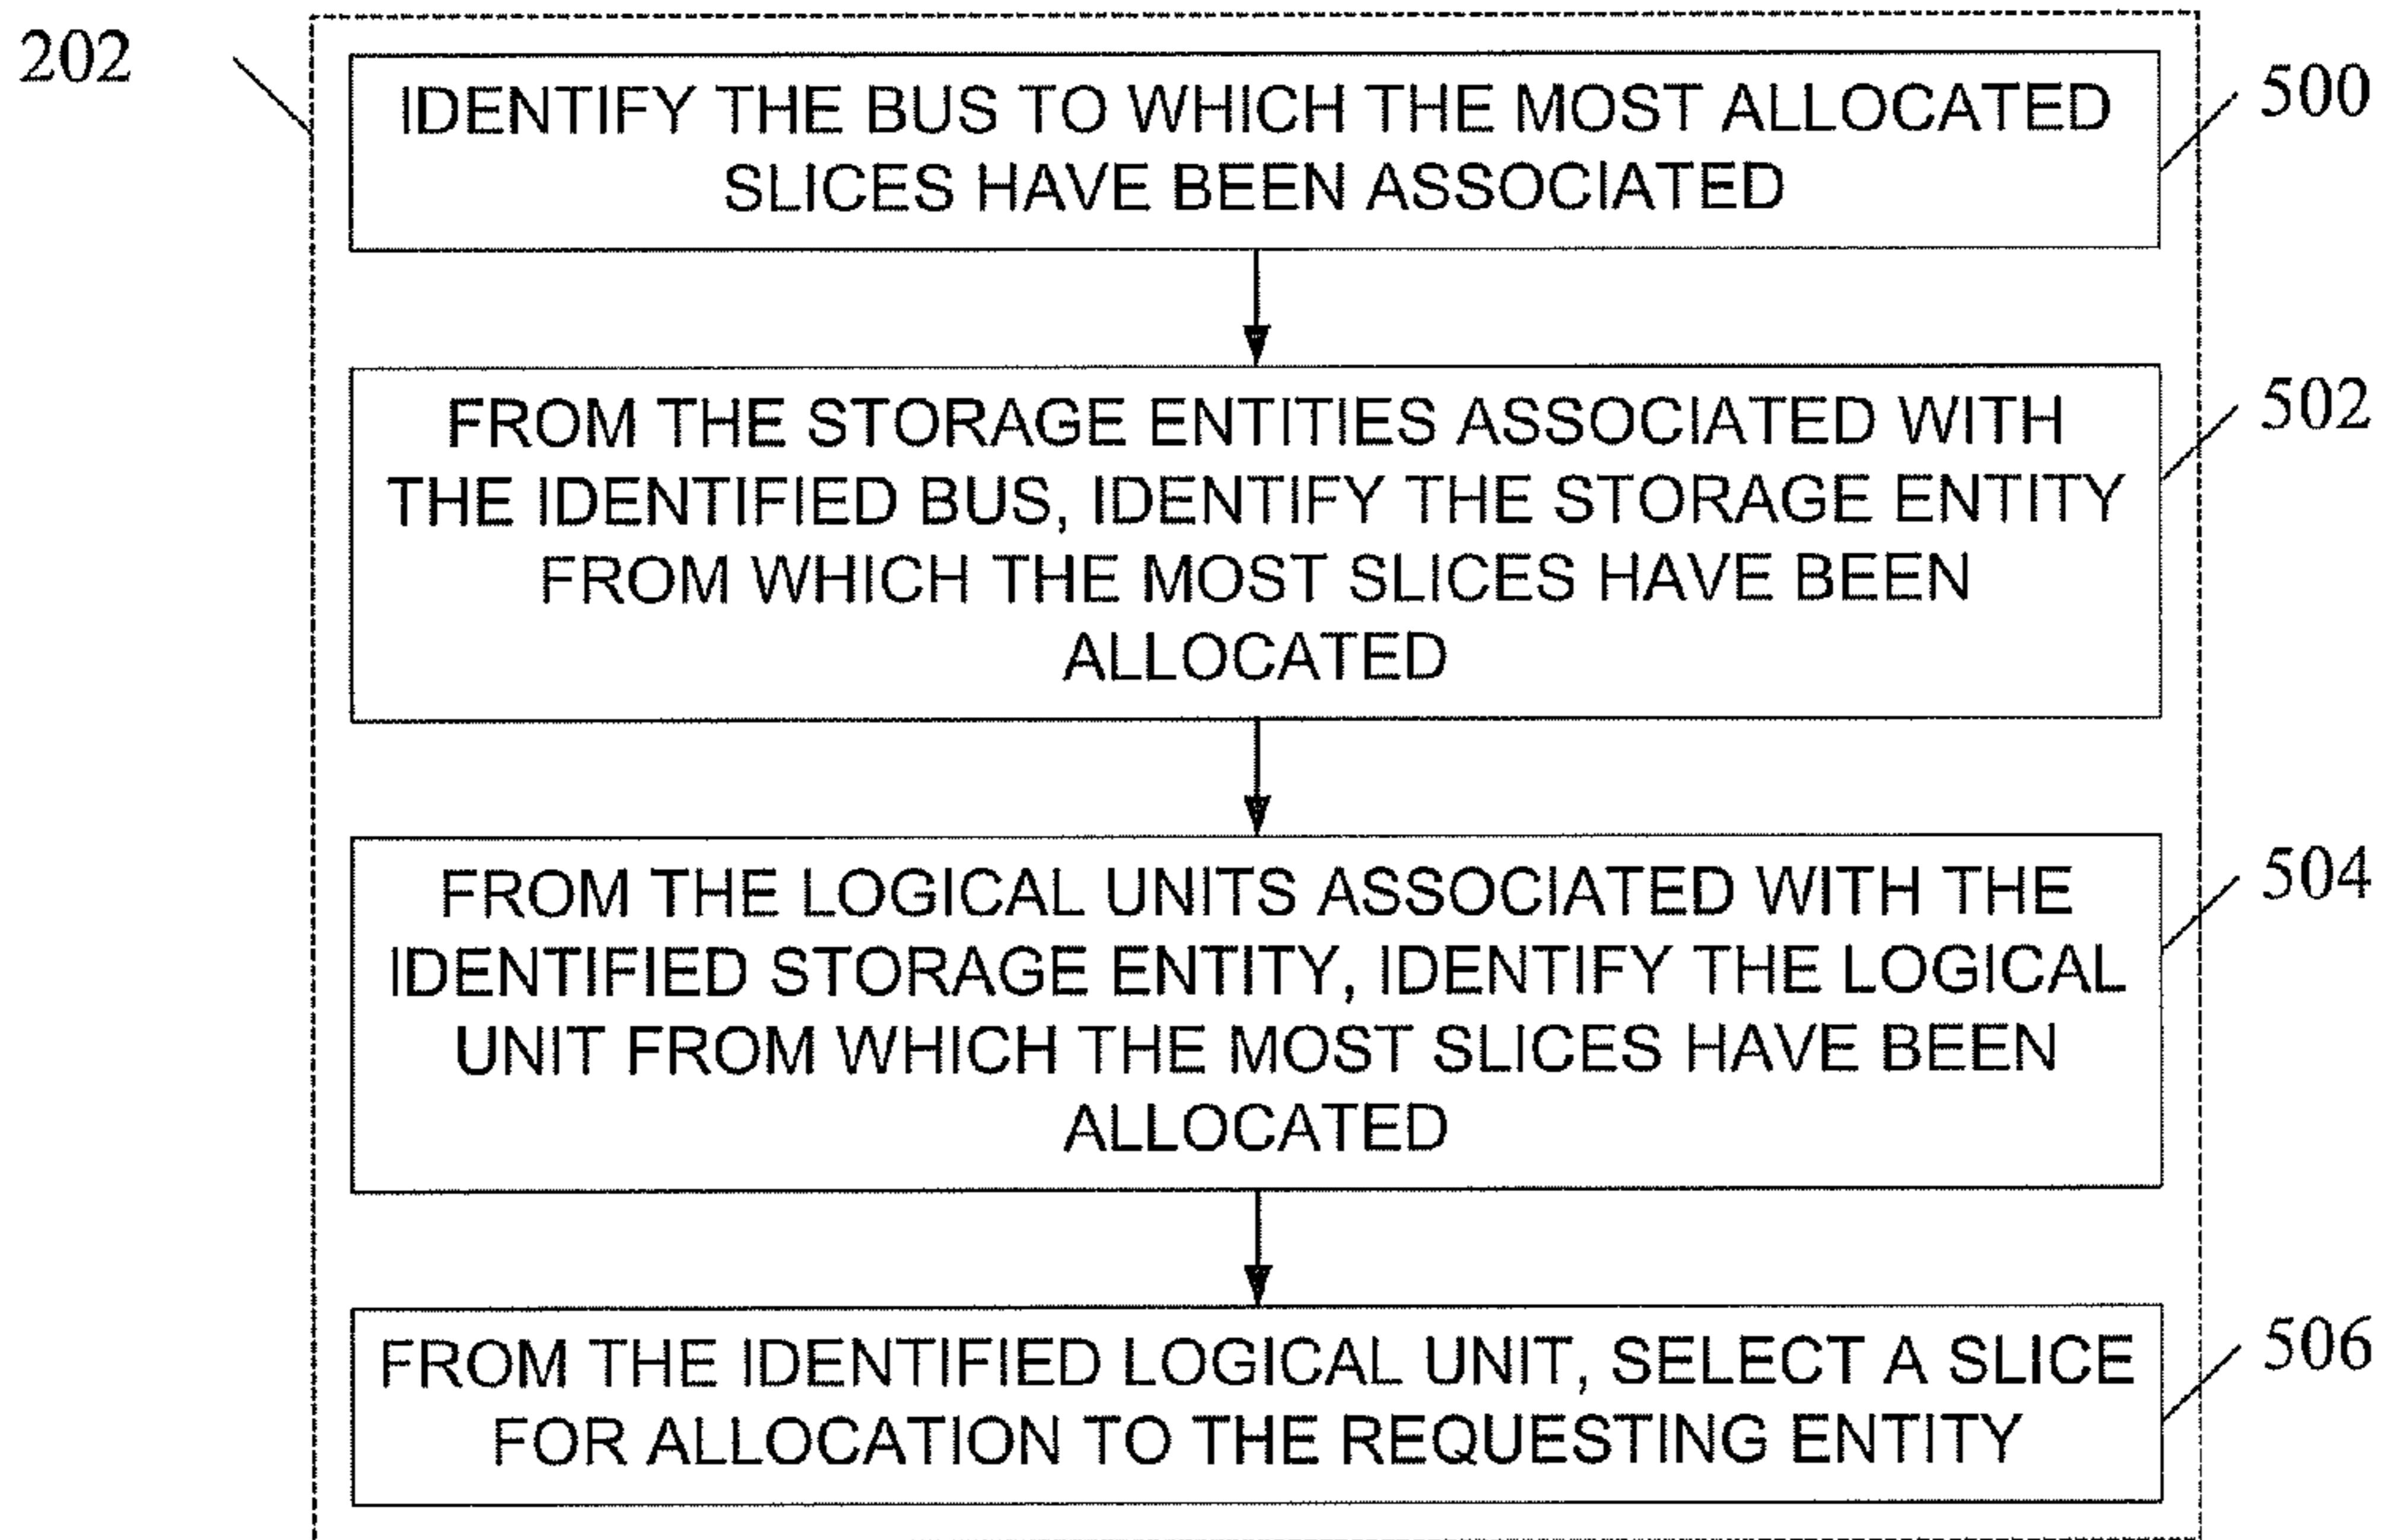 202
IDENTIFY THE BUS TO WHICH THE MOST ALLOCATED
SLICES HAVE BEEN ASSOCIATED
500
FROM THE STORAGE ENTITIES ASSOCIATED WITH
THE IDENTIFIED BUS, IDENTIFY THE STORAGE ENTITY
FROM WHICH THE MOST SLICES HAVE BEEN
ALLOCATED
502
FROM THE LOGICAL UNITS ASSOCIATED WITH THE
IDENTIFIED STORAGE ENTITY, IDENTIFY THE LOGICAL
UNIT FROM WHICH THE MOST SLICES HAVE BEEN
ALLOCATED
504
FROM THE IDENTIFIED LOGICAL UNIT, SELECT A SLICE
FOR ALLOCATION TO THE REQUESTING ENTITY
506